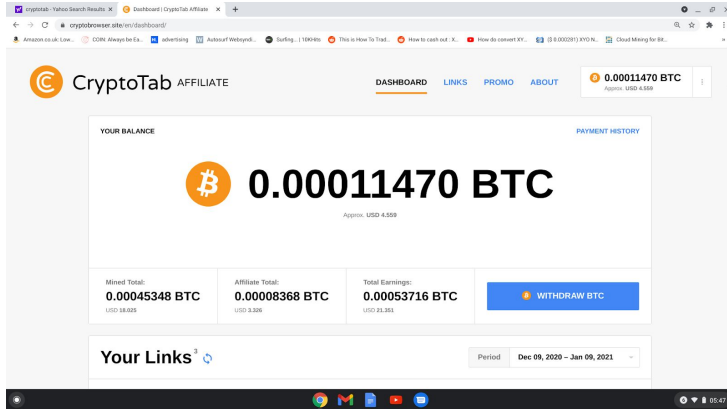 cryptotab - Yahoo Search Results
Dashboard | CryptoTab Affiliate
cryptobrowser.site/en/dashboard/
Amazon.co.uk: Low...
COIN: Always be Ea...
advertising
Autosurf Websyndi...
Surfing... | 10KHits
This is How To Trad...
How to cash out : X...
How do convert XY...
($ 0.000281) XYO N...
Cloud Mining for Bit...
CryptoTab AFFILIATE
DASHBOARD
LINKS
PROMO
ABOUT
0.00011470 BTC
Approx. USD 4.559
YOUR BALANCE
PAYMENT HISTORY
0.00011470 BTC
Approx. USD 4.559
Mined Total:
0.00045348 BTC
USD 18.025
Affiliate Total:
0.00008368 BTC
USD 3.326
Total Earnings:
0.00053716 BTC
USD 21.351
WITHDRAW BTC
Your Links 3
Period
Dec 09, 2020 – Jan 09, 2021
05:47